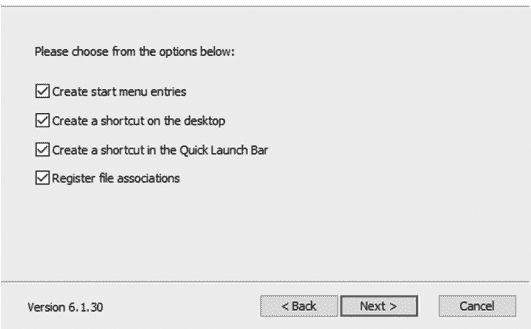 Please choose from the options below:
Create start menu entries
Create a shortcut on the desktop
Create a shortcut in the Quick Launch Bar
Register file associations
Version 6.1.30 < Back Next > Cancel